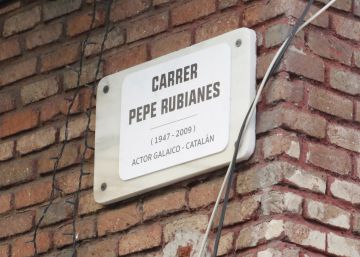 CARRER
PEPE RUBIANES
(1947 - 2009)
ACTOR GALAICO - CATALÁN